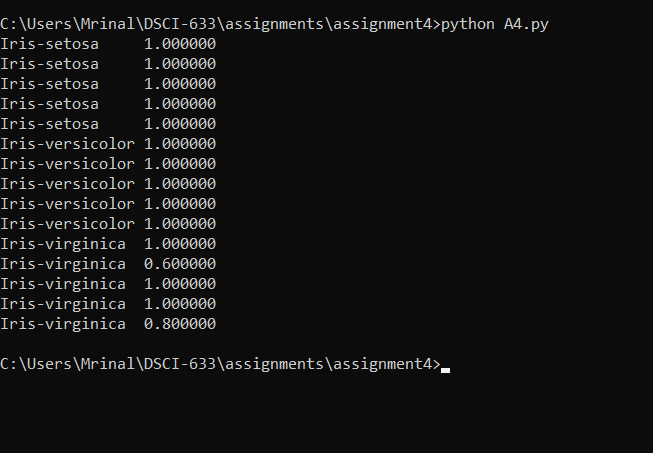 C:\Users\Mrinal\DSCI-633\assignments\assignment4>python A4.py
Iris-setosa     1.000000
Iris-setosa     1.000000
Iris-setosa     1.000000
Iris-setosa     1.000000
Iris-setosa     1.000000
Iris-versicolor 1.000000
Iris-versicolor 1.000000
Iris-versicolor 1.000000
Iris-versicolor 1.000000
Iris-versicolor 1.000000
Iris-virginica  1.000000
Iris-virginica  0.600000
Iris-virginica  1.000000
Iris-virginica  1.000000
Iris-virginica  0.800000
C:\Users\Mrinal\DSCI-633\assignments\assignment4>